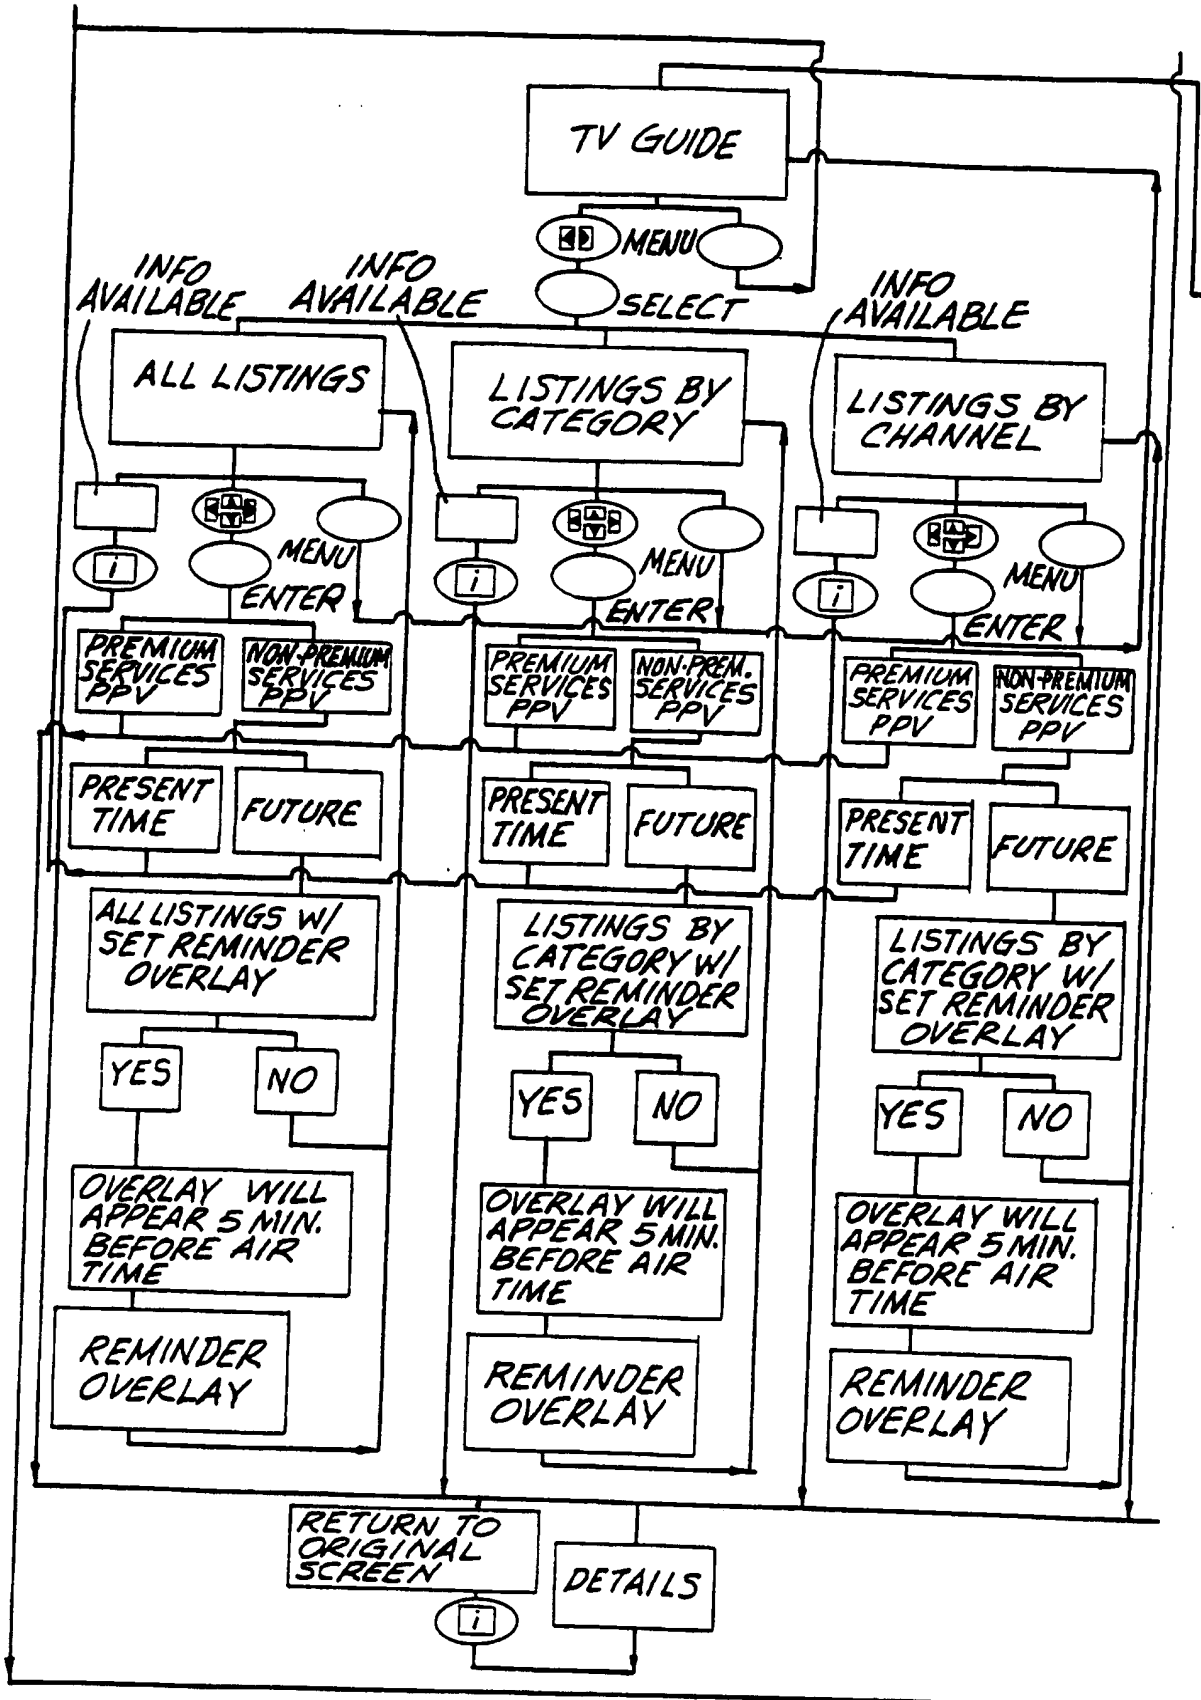 TV GUIDE
MENU
SELECT
INFO
AVAILABLE
INFO
AVAILABLE
INFO
AVAILABLE
ALL LISTINGS
LISTINGS BY
CATEGORY
LISTINGS BY
CHANNEL
i
MENU
ENTER
i
MENU
ENTER
i
MENU
ENTER
PREMIUM
SERVICES
PPV
NON-PREMIUM
SERVICES
PPV
PREMIUM
SERVICES
PPV
NON-PREM.
SERVICES
PPV
PREMIUM
SERVICES
PPV
NON-PREMIUM
SERVICES
PPV
PRESENT
TIME
FUTURE
PRESENT
TIME
FUTURE
PRESENT
TIME
FUTURE
ALL LISTINGS W/
SET REMINDER
OVERLAY
LISTINGS BY
CATEGORY W/
SET REMINDER
OVERLAY
LISTINGS BY
CATEGORY W/
SET REMINDER
OVERLAY
YES
NO
YES
NO
YES
NO
OVERLAY WILL
APPEAR 5 MIN.
BEFORE AIR
TIME
OVERLAY WILL
APPEAR 5 MIN.
BEFORE AIR
TIME
OVERLAY WILL
APPEAR 5 MIN.
BEFORE AIR
TIME
REMINDER
OVERLAY
REMINDER
OVERLAY
REMINDER
OVERLAY
RETURN TO
ORIGINAL
SCREEN
DETAILS
i